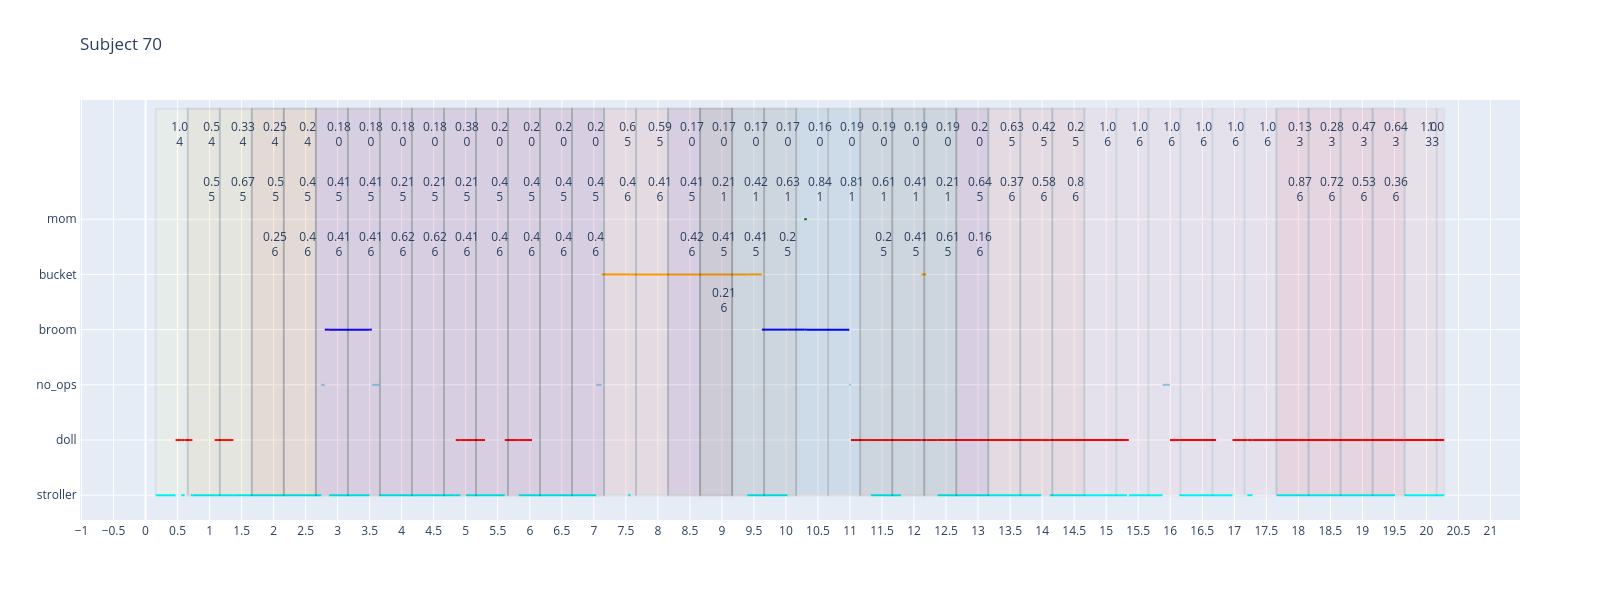 Subject 70
1.0 0.5 0.33 0.25 0.2 0.18 0.18 0.18 0.18 0.38 0.2 0.2 0.2 0.2 0.6 0.59 0.17 0.17 0.17 0.17 0.16 0.19 0.19 0.19 0.19 0.2 0.63 0.42 0.2 1.0 1.0 1.0 1.0 1.0 1.0 0.13 0.28 0.47 0.64
4 4 4 4 4 0 0 0 0 0 0 0 0 0 5 5 0 0 0 0 0 0 0 0 0 0 5 5 5 6 6 6 6 6 6 3 3 3 3
0.5 0.67 0.5 0.4 0.41 0.41 0.21 0.21 0.21 0.4 0.4 0.4 0.4 0.4 0.41 0.41 0.21 0.42 0.63 0.84 0.81 0.61 0.41 0.21 0.64 0.37 0.58 0.8 0.87 0.72 0.53 0.36
5 5 5 5 5 5 5 5 5 5 5 5 5 6 6 5 1 1 1 1 1 1 1 1 5 6 6 6 6 6 6 6
mom
0.25 0.4 0.41 0.41 0.62 0.62 0.41 0.4 0.4 0.4 0.4 0.42 0.41 0.41 0.2 0.2 0.41 0.61 0.16
6 6 6 6 6 6 6 6 6 6 6 6 5 5 5 5 5 5 6
bucket
0.21
6
broom
no_ops
doll
stroller
−1 −0.5 0 0.5 1 1.5 2 2.5 3 3.5 4 4.5 5 5.5 6 6.5 7 7.5 8 8.5 9 9.5 10 10.5 11 11.5 12 12.5 13 13.5 14 14.5 15 15.5 16 16.5 17 17.5 18 18.5 19 19.5 20 20.5 21